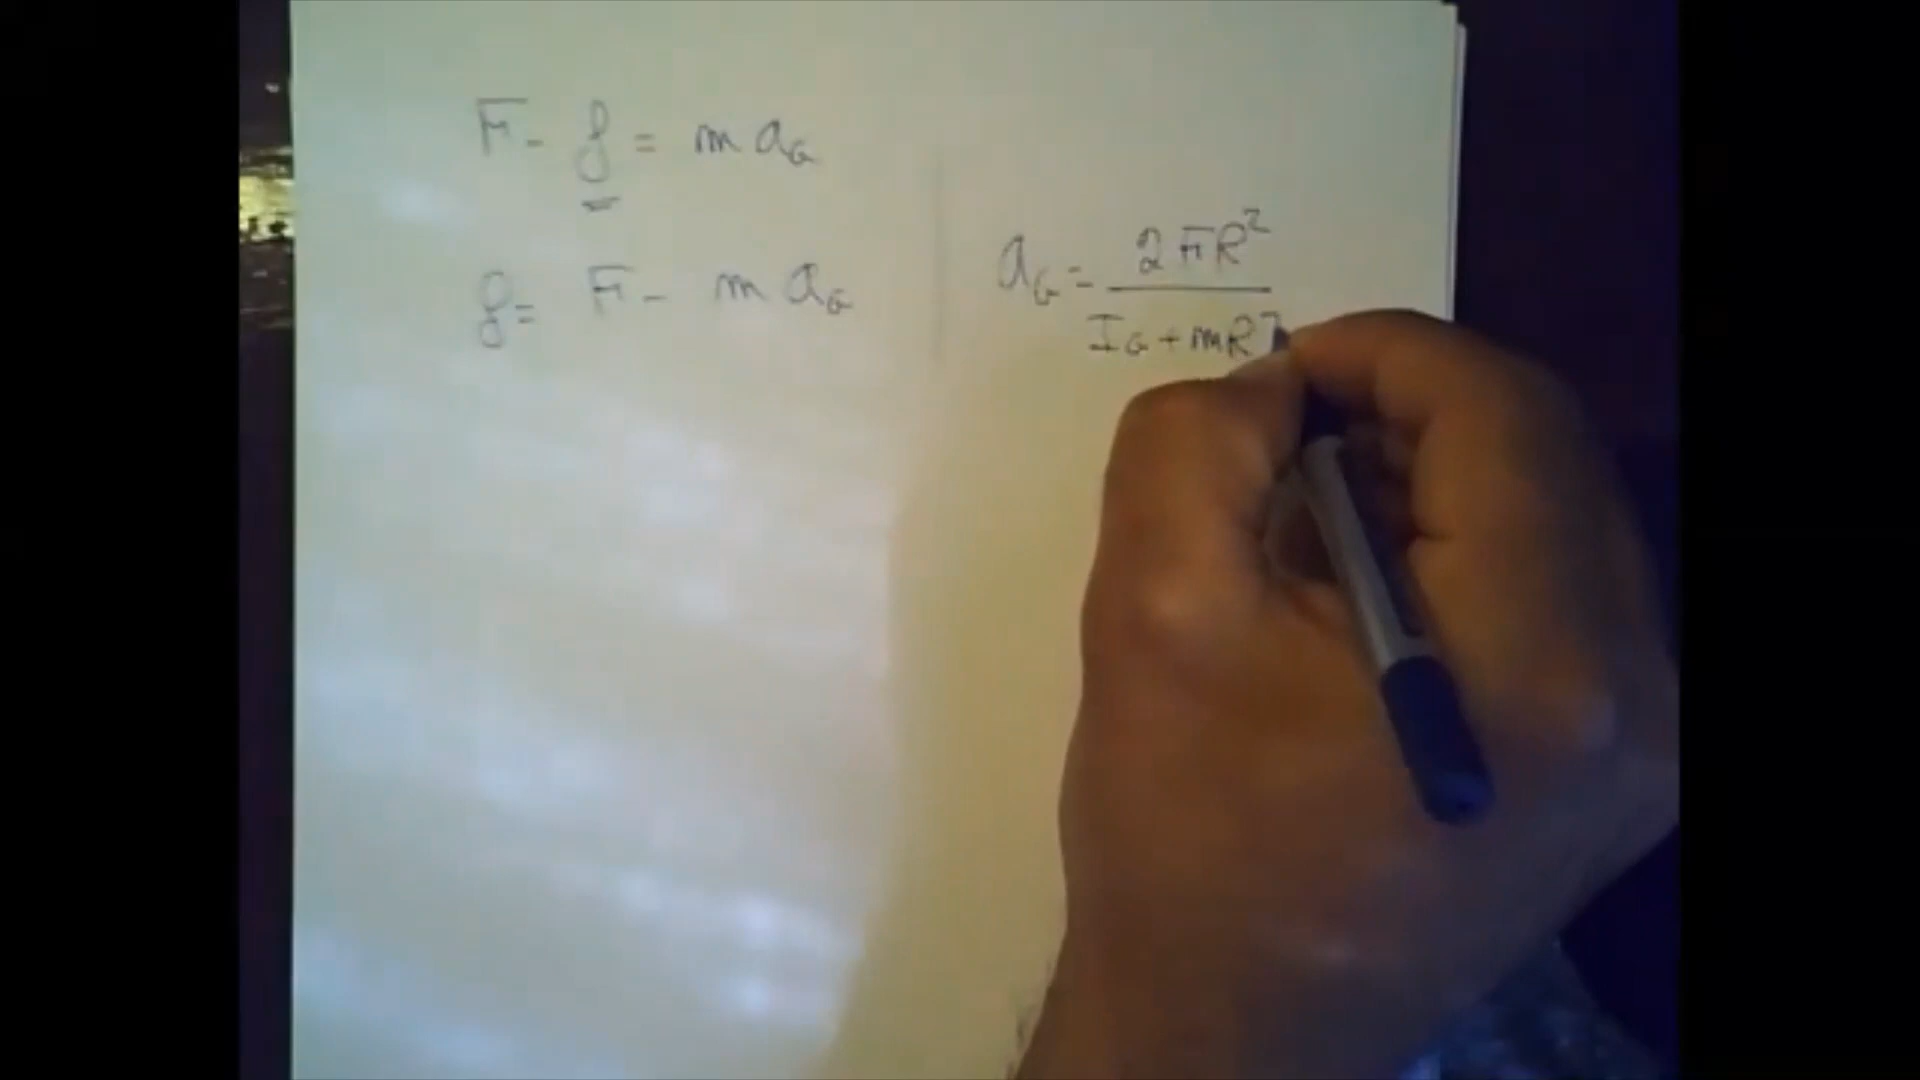 F - f = m a_G
f = F - m a_G
a_G = 2FR² / (I_G + mR²)